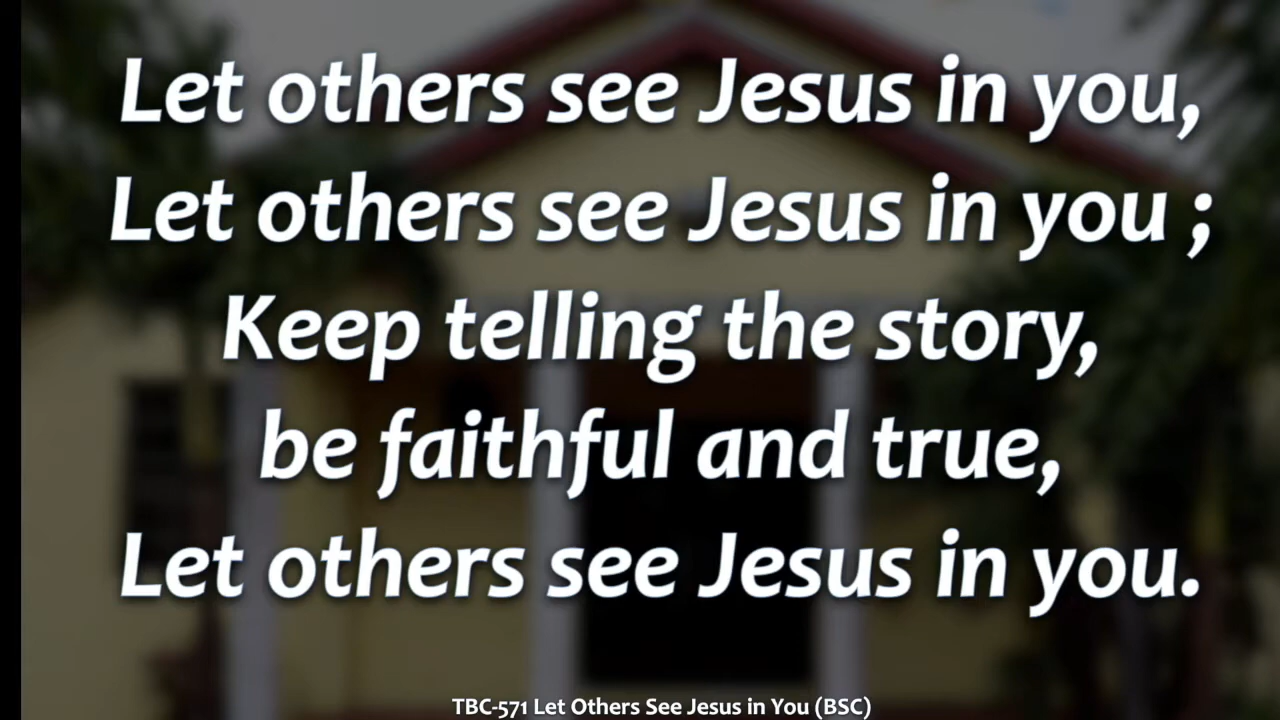 Let others see Jesus in you,
Let others see Jesus in you ;
Keep telling the story,
be faithful and true,
Let others see Jesus in you.
TBC-571 Let Others See Jesus in You (BSC)